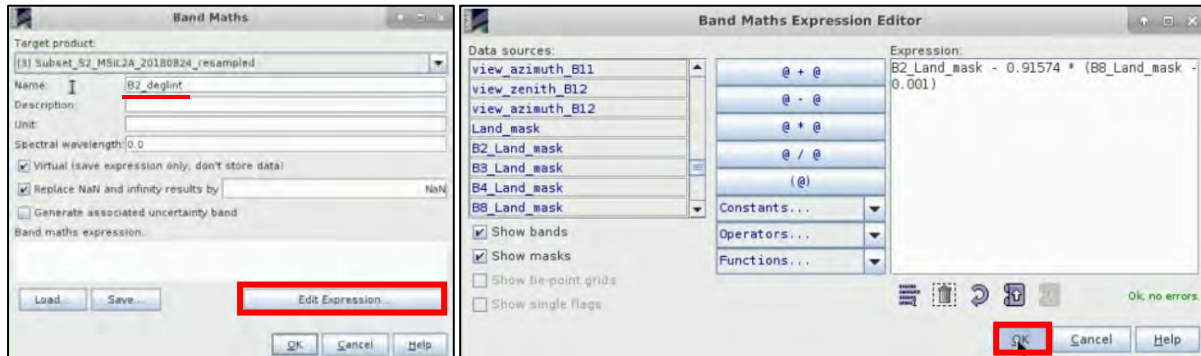 Band Maths
Target product:
[3] Subset_S2_MSIL2A_20180824_resampled
Name:
B2_deglint
Description:
Unit:
Spectral wavelength: 0.0
Virtual (save expression only, don't store data)
Replace NaN and infinity results by
NaN
Generate associated uncertainty band
Band maths expression:
Load...
Save...
Edit Expression...
OK
Cancel
Help
Band Maths Expression Editor
Data sources:
view_azimuth_B11
view_zenith_B12
view_azimuth_B12
Land_mask
B2_Land_mask
B3_Land_mask
B4_Land_mask
B8_Land_mask
Show bands
Show masks
Show tie-point grids
Show single flags
@ + @
@ - @
@ * @
@ / @
(@)
Constants...
Operators...
Functions...
Expression:
B2_Land_mask - 0.91574 * (B8_Land_mask -
0.001)
Ok, no errors.
OK
Cancel
Help